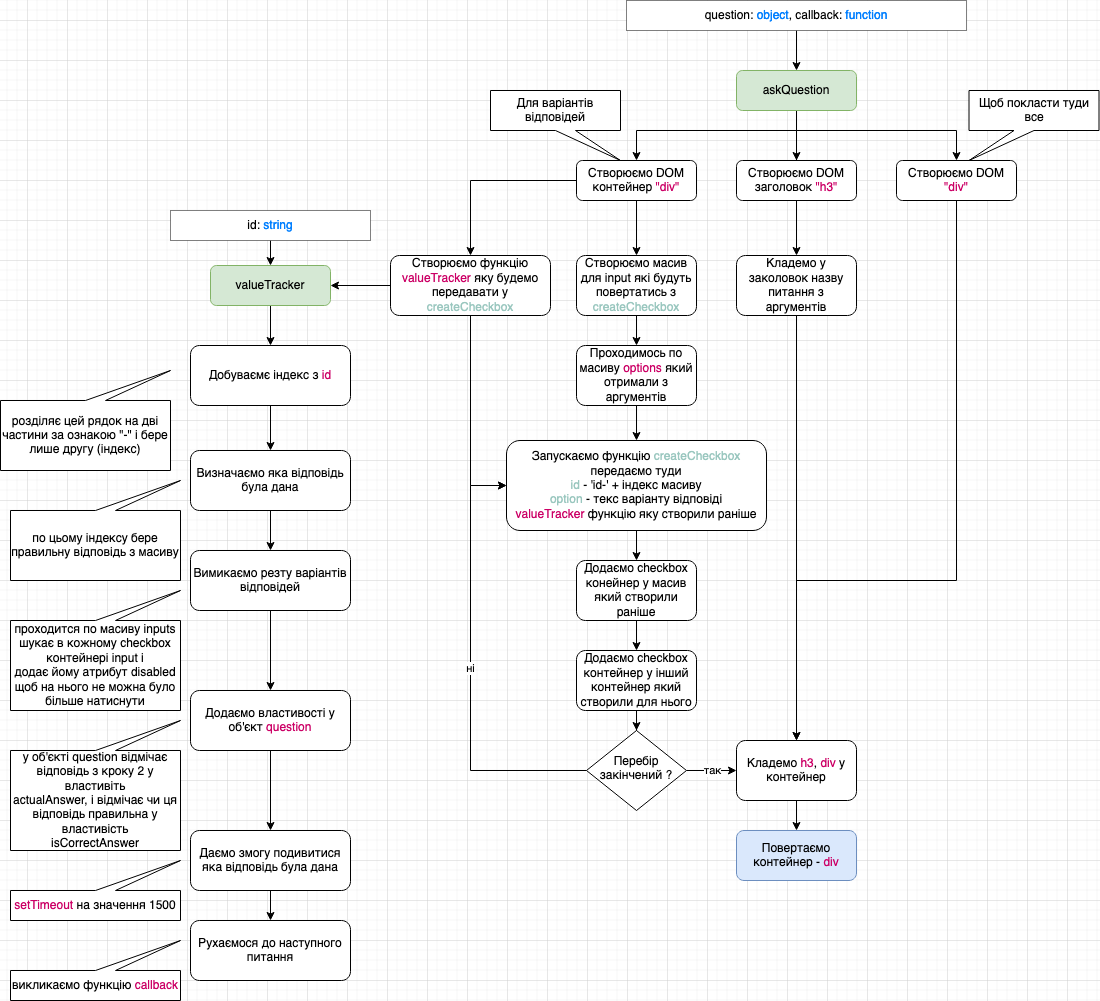 question: object, callback: function
askQuestion
Для варіантів
відповідей
Щоб покласти туди
все
Створюємо DOM
контейнер "div"
Створюємо DOM
заголовок "h3"
Створюємо DOM
"div"
id: string
valueTracker
Створюємо функцію
valueTracker яку будемо
передавати у
createCheckbox
Створюємо масив
для input які будуть
повертатись з
createCheckbox
Кладемо у
заколовок назву
питання з
аргументів
Добуваємє індекс з id
розділяє цей рядок на дві
частини за ознакою "-" і бере
лише другу (індекс)
Проходимось по
масиву options який
отримали з
аргументів
Запускаємо функцію createCheckbox
передаємо туди
id - 'id-' + індекс масиву
option - текс варіанту відповіді
valueTracker функцію яку створили раніше
Визначаємо яка відповідь
була дана
по цьому індексу бере
правильну відповідь з масиву
Вимикаємо резту варіантів
відповідей
Додаємо checkbox
конейнер у масив
який створили
раніше
проходится по масиву inputs
шукає в кожному checkbox
контейнері input і
додає йому атрибут disabled
щоб на нього не можна було
більше натиснути
Додаємо checkbox
контейнер у інший
контейнер який
створили для нього
ні
Додаємо властивості у
об'єкт question
у об'єкті question відмічає
відповідь з кроку 2 у
властивіть
actualAnswer, і відмічає чи ця
відповідь правильна у
властивість
isCorrectAnswer
Перебір
закінчений ?
так
Кладемо h3, div у
контейнер
Даємо змогу подивитися
яка відповідь була дана
Повертаємо
контейнер - div
setTimeout на значення 1500
Рухаємося до наступного
питання
викликаємо функцію callback